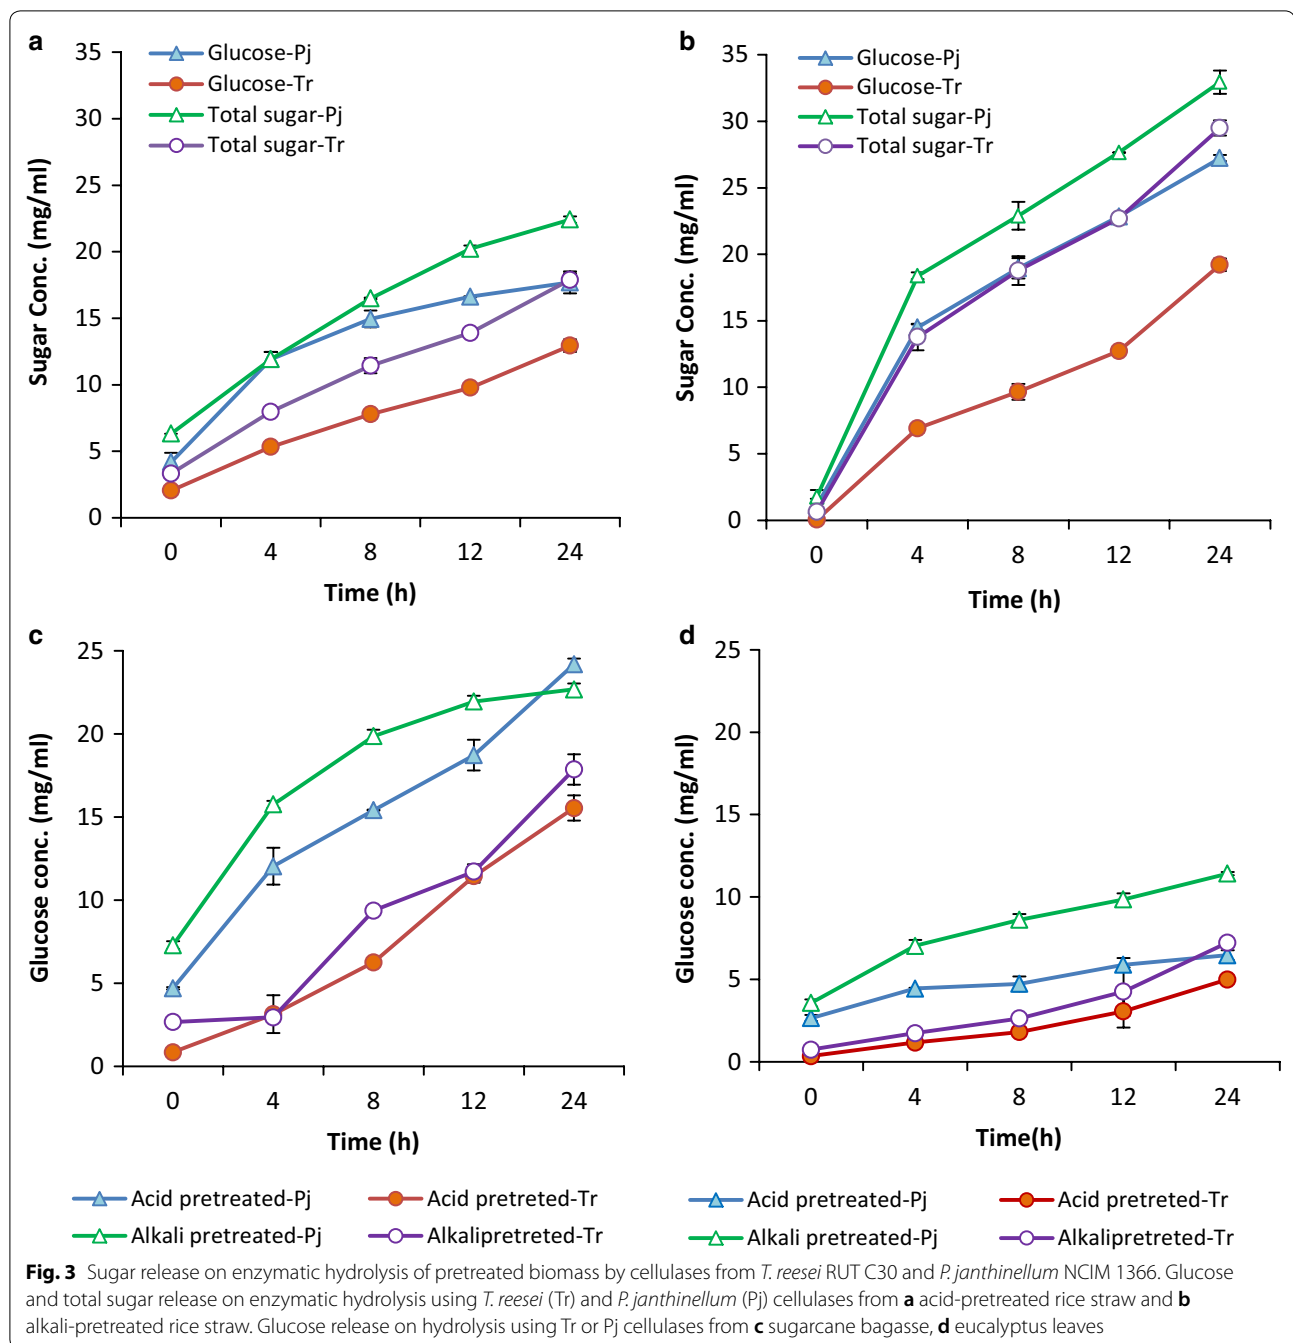 a
Glucose-Pj
Glucose-Tr
Total sugar-Pj
Total sugar-Tr
35
30
25
20
15
10
5
0
Sugar Conc. (mg/ml)
0 4 8 12 24
Time (h)
b
Glucose-Pj
Glucose-Tr
Total sugar-Pj
Total sugar-Tr
35
30
25
20
15
10
5
0
Sugar Conc. (mg/ml)
0 4 8 12 24
Time (h)
c
25
20
15
10
5
0
Glucose conc. (mg/ml)
0 4 8 12 24
Time (h)
d
25
20
15
10
5
0
Glucose conc. (mg/ml)
0 4 8 12 24
Time(h)
Acid pretreated-Pj Acid pretreted-Tr
Alkali pretreated-Pj Alkalipretreted-Tr
Acid pretreated-Pj Acid pretreted-Tr
Alkali pretreated-Pj Alkalipretreted-Tr
Fig. 3 Sugar release on enzymatic hydrolysis of pretreated biomass by cellulases from T. reesei RUT C30 and P. janthinellum NCIM 1366. Glucose
and total sugar release on enzymatic hydrolysis using T. reesei (Tr) and P. janthinellum (Pj) cellulases from a acid-pretreated rice straw and b
alkali-pretreated rice straw. Glucose release on hydrolysis using Tr or Pj cellulases from c sugarcane bagasse, d eucalyptus leaves